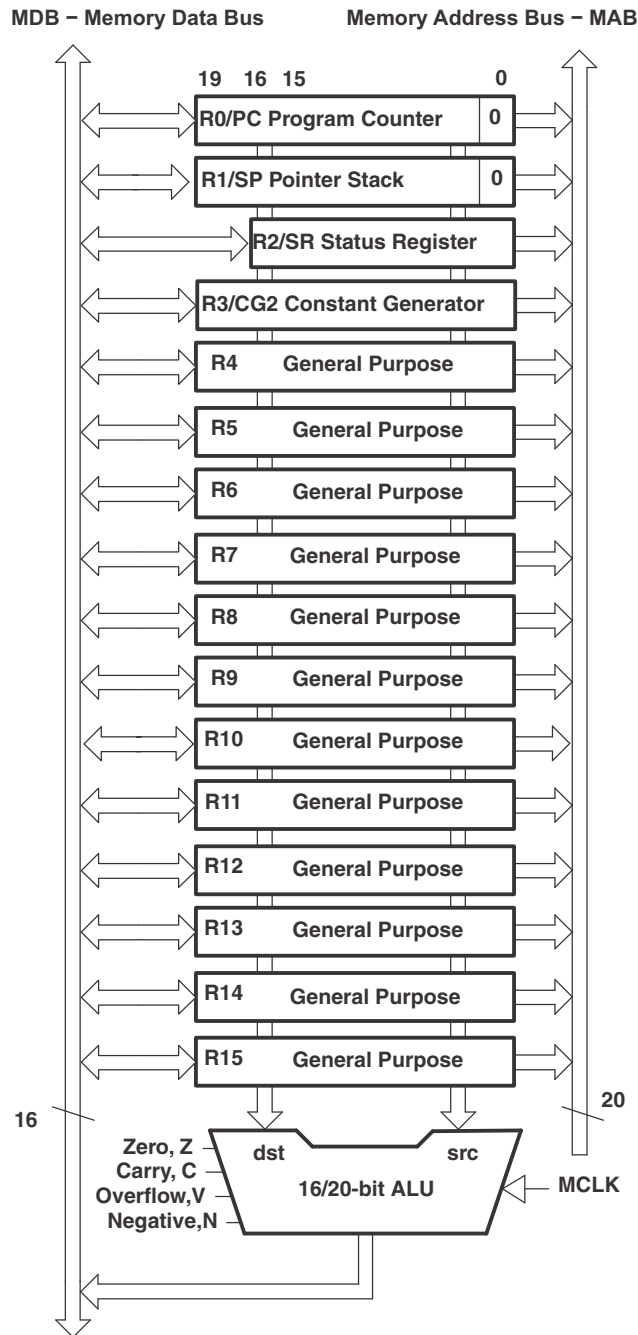 MDB − Memory Data Bus
Memory Address Bus − MAB
19 16 15 0
R0/PC Program Counter 0
R1/SP Pointer Stack 0
R2/SR Status Register
R3/CG2 Constant Generator
R4 General Purpose
R5 General Purpose
R6 General Purpose
R7 General Purpose
R8 General Purpose
R9 General Purpose
R10 General Purpose
R11 General Purpose
R12 General Purpose
R13 General Purpose
R14 General Purpose
R15 General Purpose
16
20
Zero, Z
Carry, C
Overflow,V
Negative,N
dst
src
16/20-bit ALU
MCLK